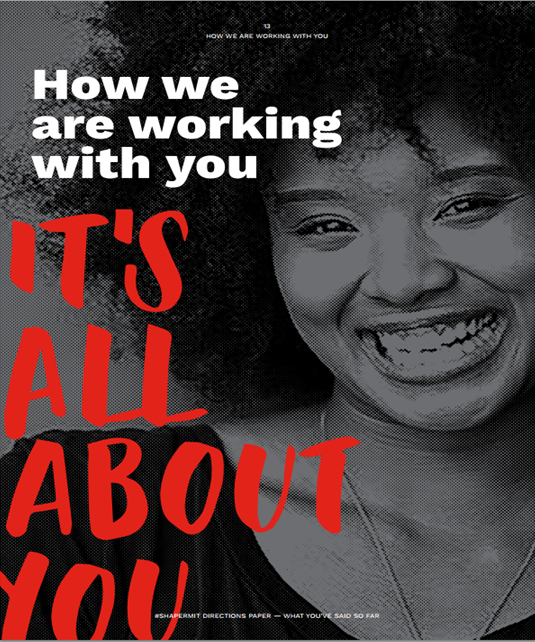 13
HOW WE ARE WORKING WITH YOU
How we
are working
with you
IT'S
ALL
ABOUT
YOU
#SHAPERMIT DIRECTIONS PAPER — WHAT YOU'VE SAID SO FAR